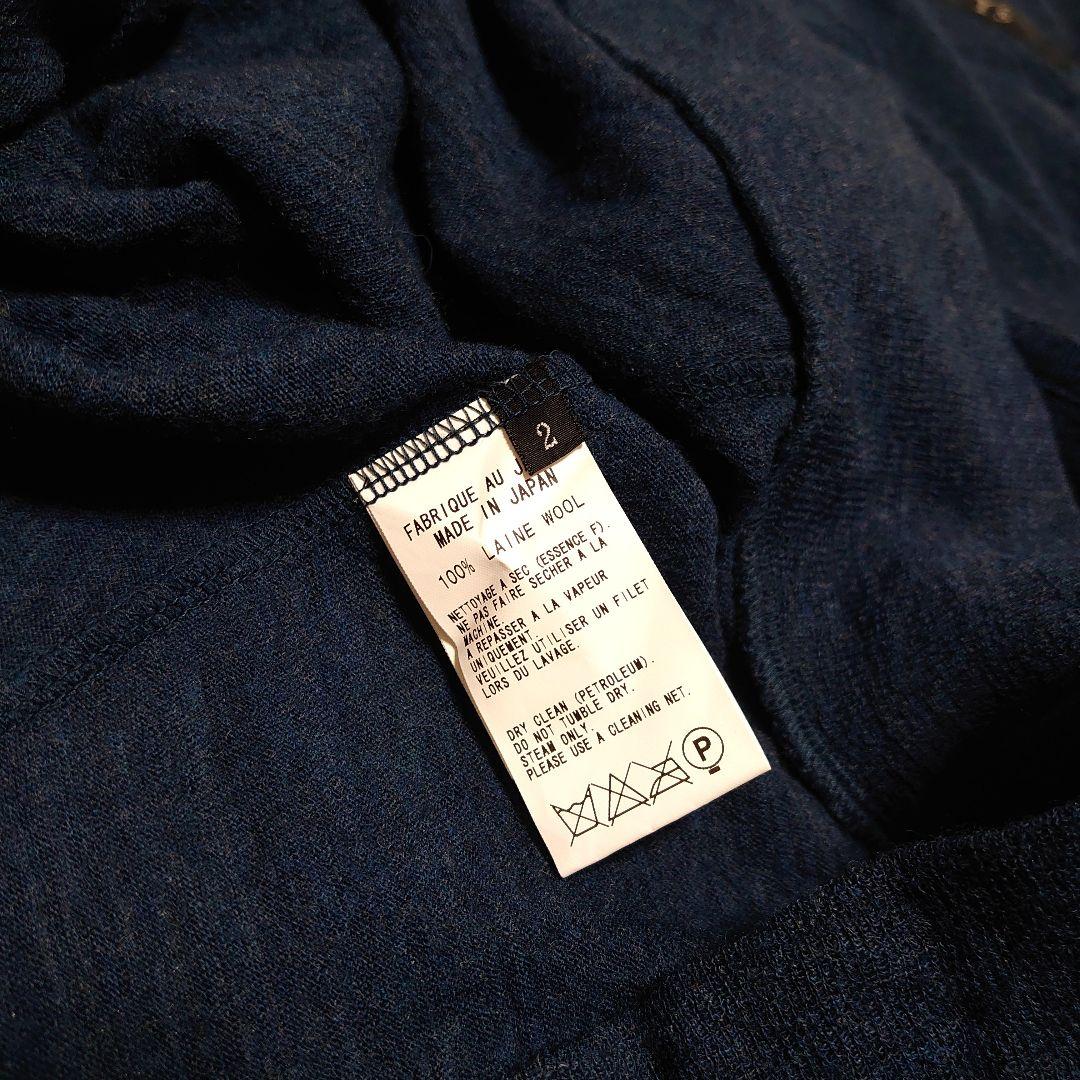 2
FABRIQUE AU
MADE IN JAPAN
100% LAINE WOOL
NETTOYAGE A SEC (ESSENCE F).
NE PAS FAIRE SECHER A LA
MACHINE.
A REPASSER A LA VAPEUR
UNIQUEMENT.
VEUILLEZ UTILISER UN FILET
LORS DU LAVAGE.
DRY CLEAN (PETROLEUM).
DO NOT TUMBLE DRY.
STEAM ONLY.
PLEASE USE A CLEANING NET.
P